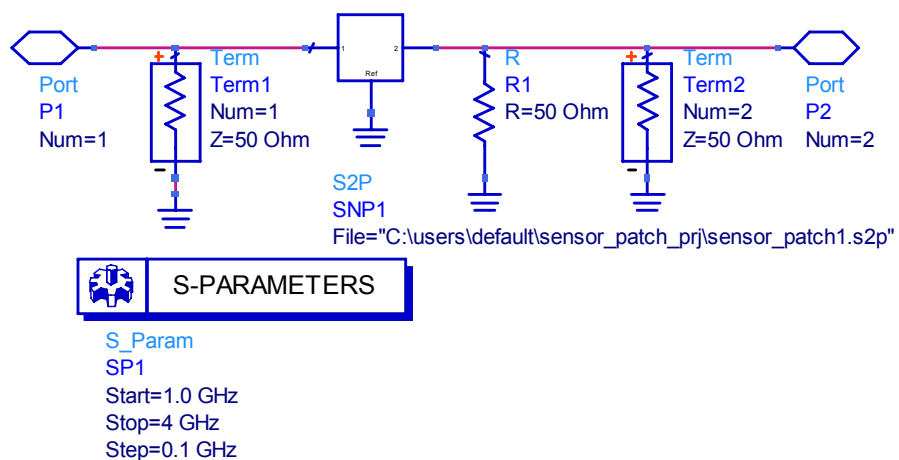 Port
P1
Num=1
+
Term
Term1
Num=1
Z=50 Ohm
-
1
2
Ref
S2P
SNP1
File="C:\users\default\sensor_patch_prj\sensor_patch1.s2p"
R
R1
R=50 Ohm
+
Term
Term2
Num=2
Z=50 Ohm
-
Port
P2
Num=2
S-PARAMETERS
S_Param
SP1
Start=1.0 GHz
Stop=4 GHz
Step=0.1 GHz